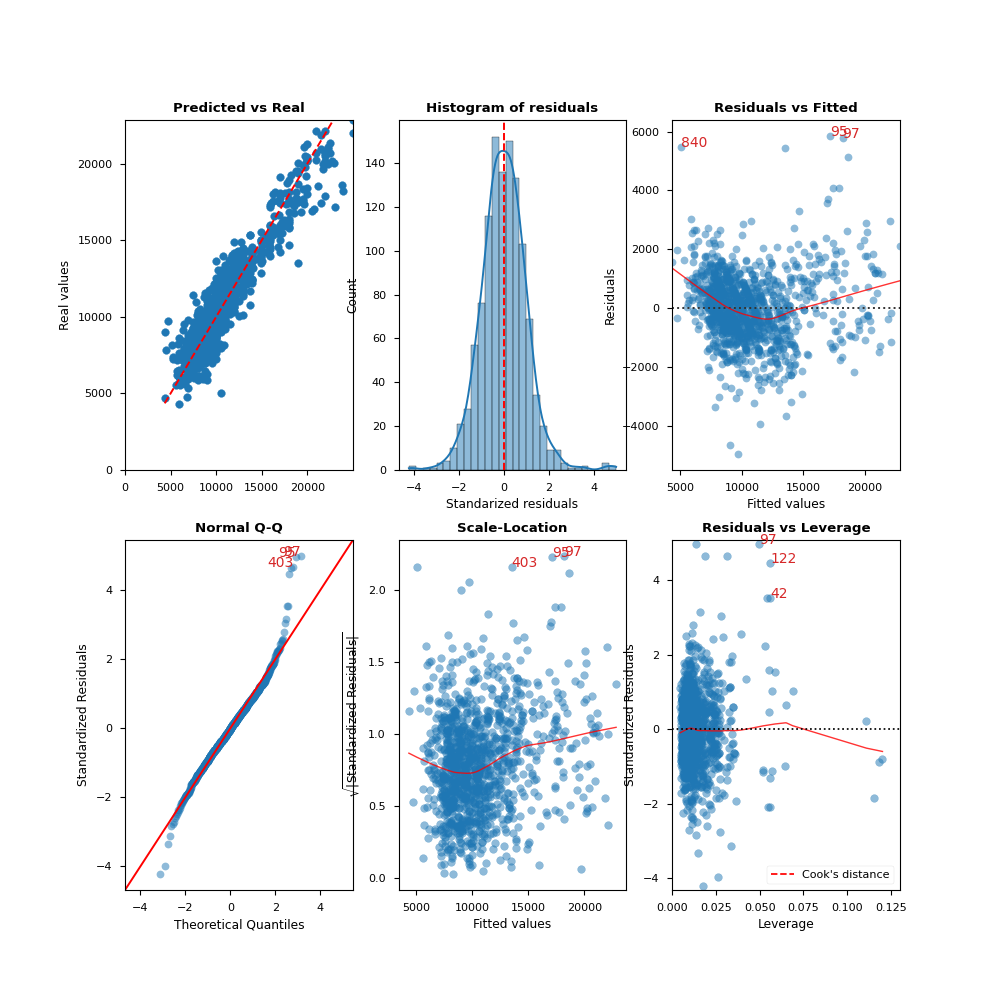 Predicted vs Real
Real values
20000
15000
10000
5000
0
0 5000 10000 15000 20000
Histogram of residuals
Count
140
120
100
80
60
40
20
0
−4 −2 0 2 4
Standarized residuals
Residuals vs Fitted
Residuals
6000
4000
2000
0
−2000
−4000
840
95
97
5000 10000 15000 20000
Fitted values
Normal Q-Q
Standardized Residuals
4
2
0
−2
−4
95
97
403
−4 −2 0 2 4
Theoretical Quantiles
Scale-Location
√|Standardized Residuals|
2.0
1.5
1.0
0.5
0.0
403
95
97
5000 10000 15000 20000
Fitted values
Residuals vs Leverage
Standardized Residuals
4
2
0
−2
−4
97
122
42
Cook's distance
0.000 0.025 0.050 0.075 0.100 0.125
Leverage